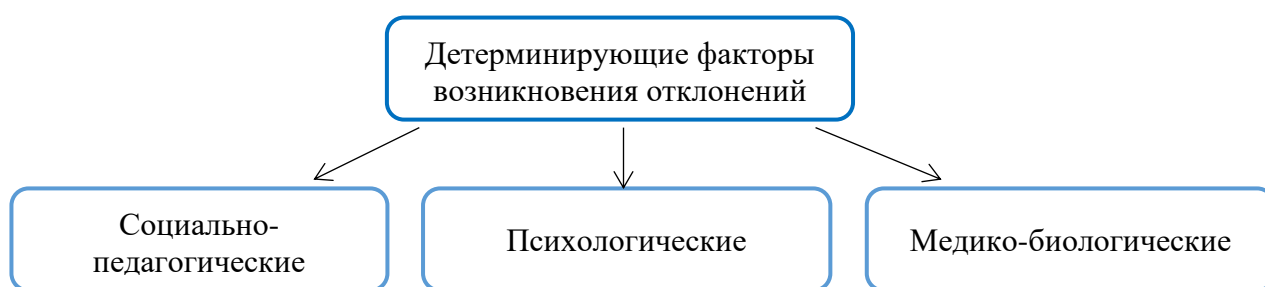 Детерминирующие факторы
возникновения отклонений
Социально-
педагогические
Психологические
Медико-биологические